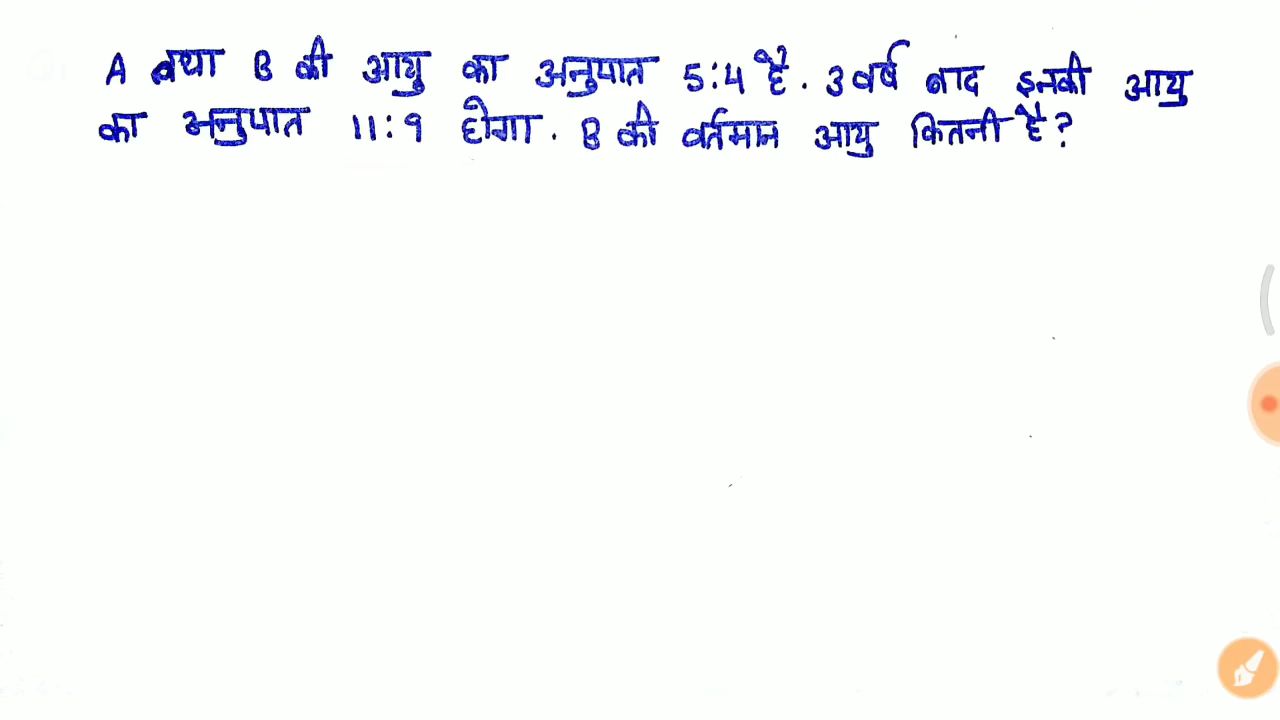 A तथा B की आयु का अनुपात 5:4 है. 3 वर्ष बाद इनकी आयु
का अनुपात 11:9 होगा. B की वर्तमान आयु कितनी है?